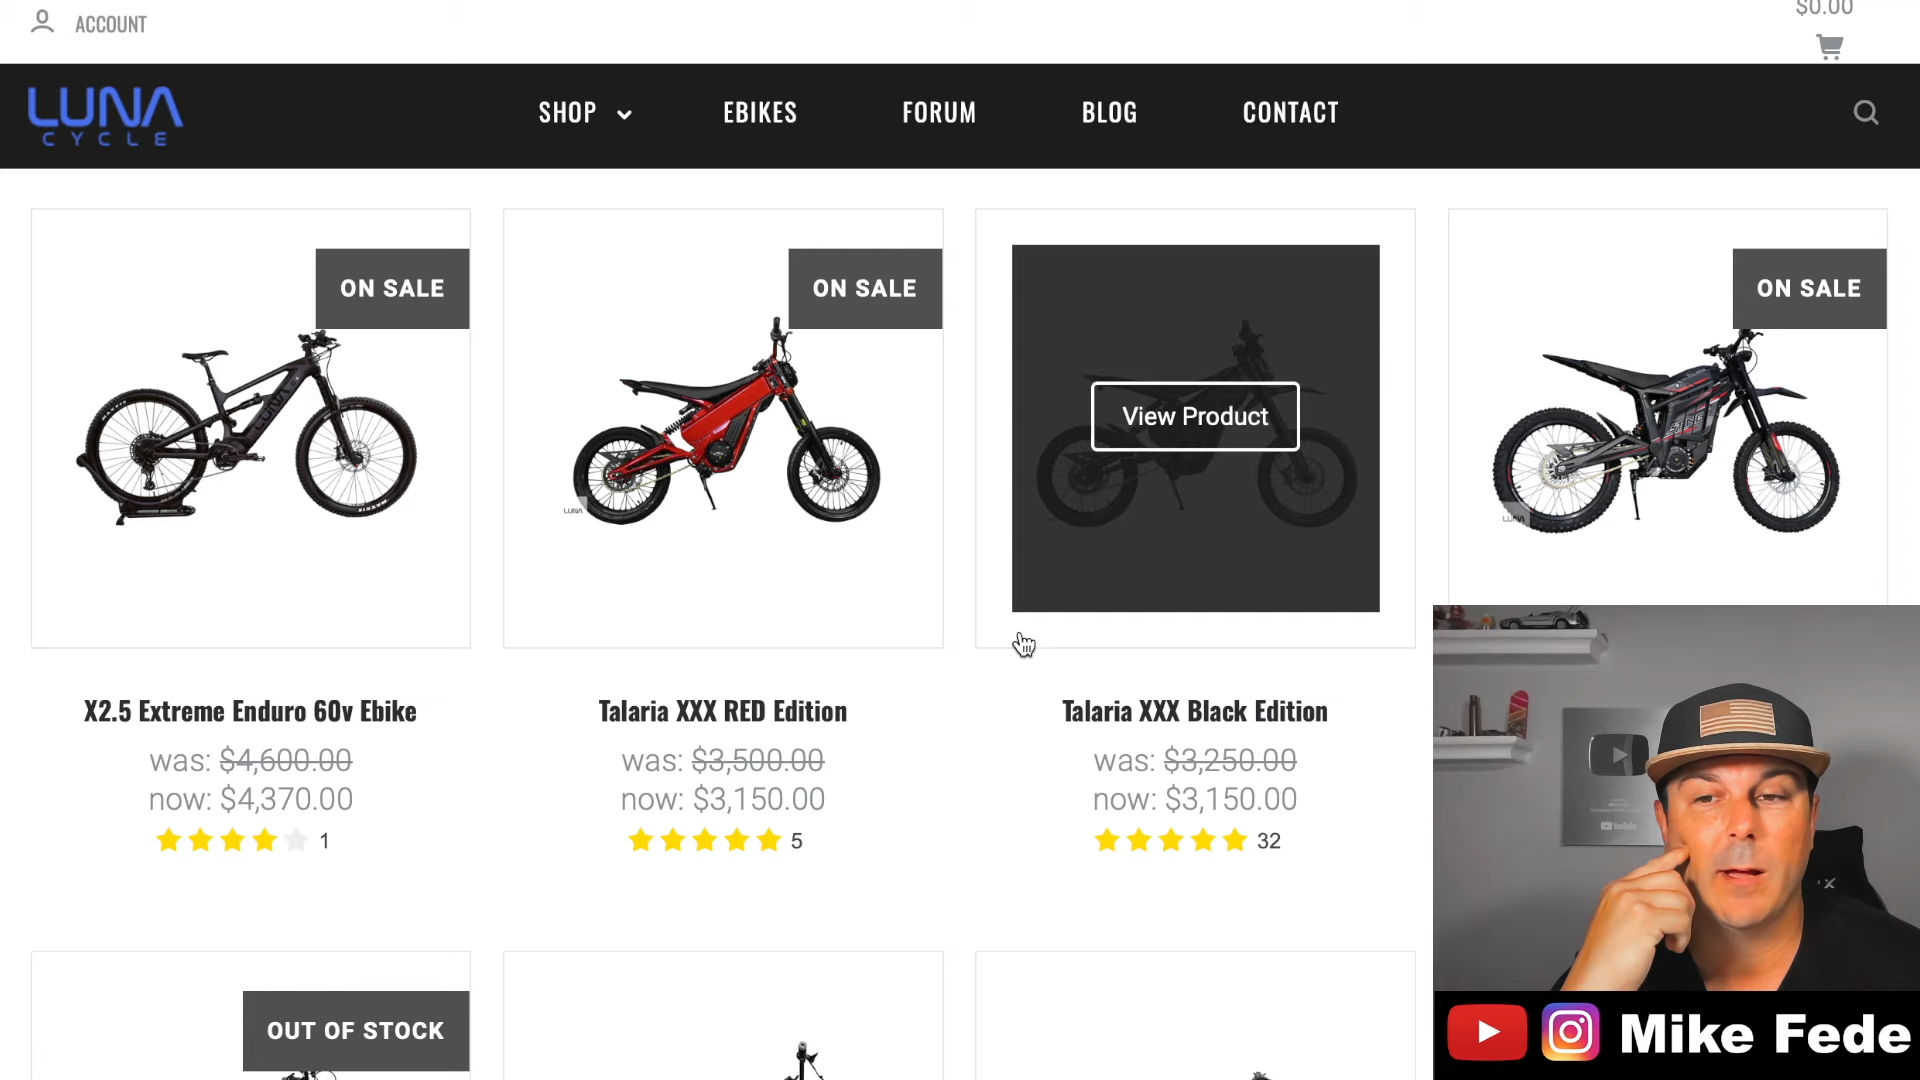 ACCOUNT
$0.00
LUNA
CYCLE
SHOP
EBIKES
FORUM
BLOG
CONTACT
ON SALE
ON SALE
View Product
ON SALE
LUNA
LUNA
X2.5 Extreme Enduro 60v Ebike
was: $4,600.00
now: $4,370.00
1
Talaria XXX RED Edition
was: $3,500.00
now: $3,150.00
5
Talaria XXX Black Edition
was: $3,250.00
now: $3,150.00
32
OUT OF STOCK
YouTube
Mike Fede